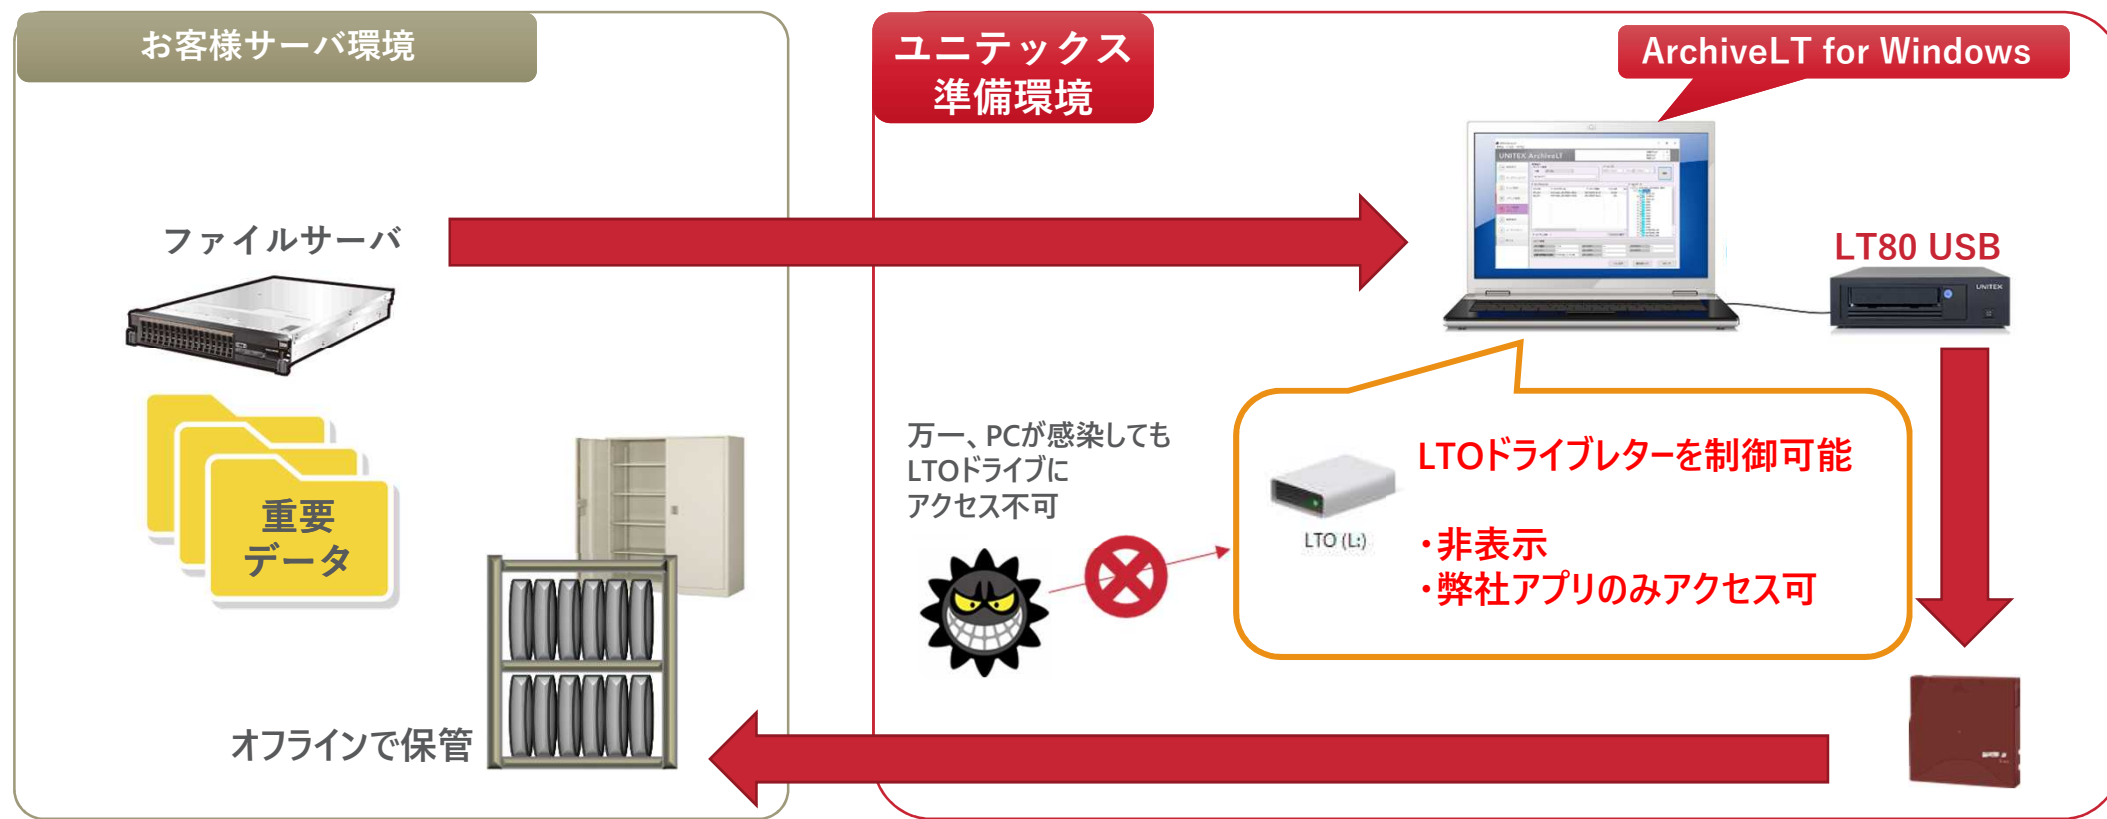 お客様サーバ環境
ユニテックス
準備環境
ArchiveLT for Windows
UNITEX ArchiveLT
ファイルサーバ
LT80 USB
UNITEX
万一、PCが感染しても
LTOドライブに
アクセス不可
LTOドライブレターを制御可能
LTO (L:)
・非表示
・弊社アプリのみアクセス可
重要
データ
オフラインで保管